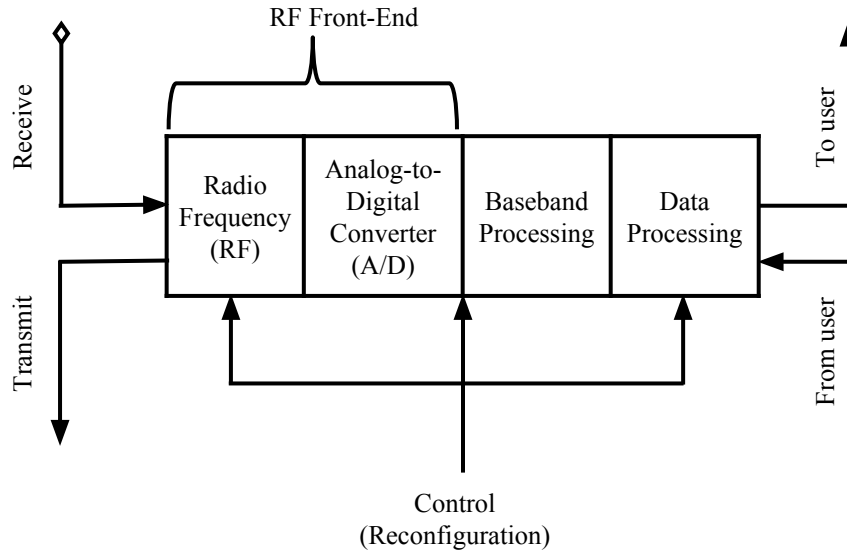 RF Front-End
Receive
To user
Radio
Frequency
(RF)
Analog-to-
Digital
Converter
(A/D)
Baseband
Processing
Data
Processing
Transmit
From user
Control
(Reconfiguration)